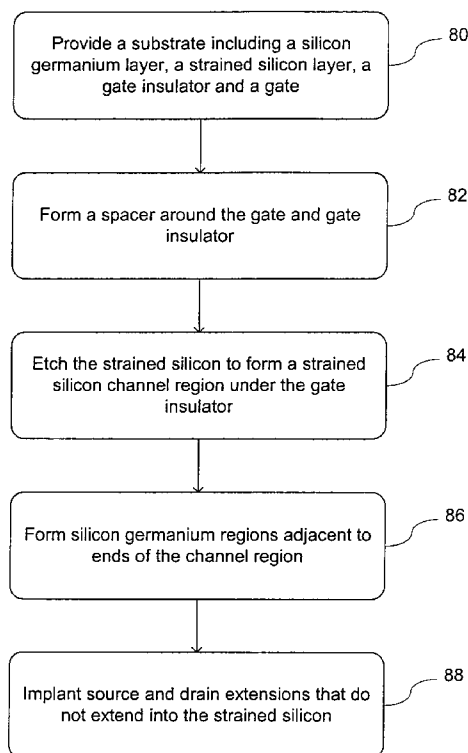 Provide a substrate including a silicon
germanium layer, a strained silicon layer, a
gate insulator and a gate
80
Form a spacer around the gate and gate
insulator
82
Etch the strained silicon to form a strained
silicon channel region under the gate
insulator
84
Form silicon germanium regions adjacent to
ends of the channel region
86
Implant source and drain extensions that do
not extend into the strained silicon
88